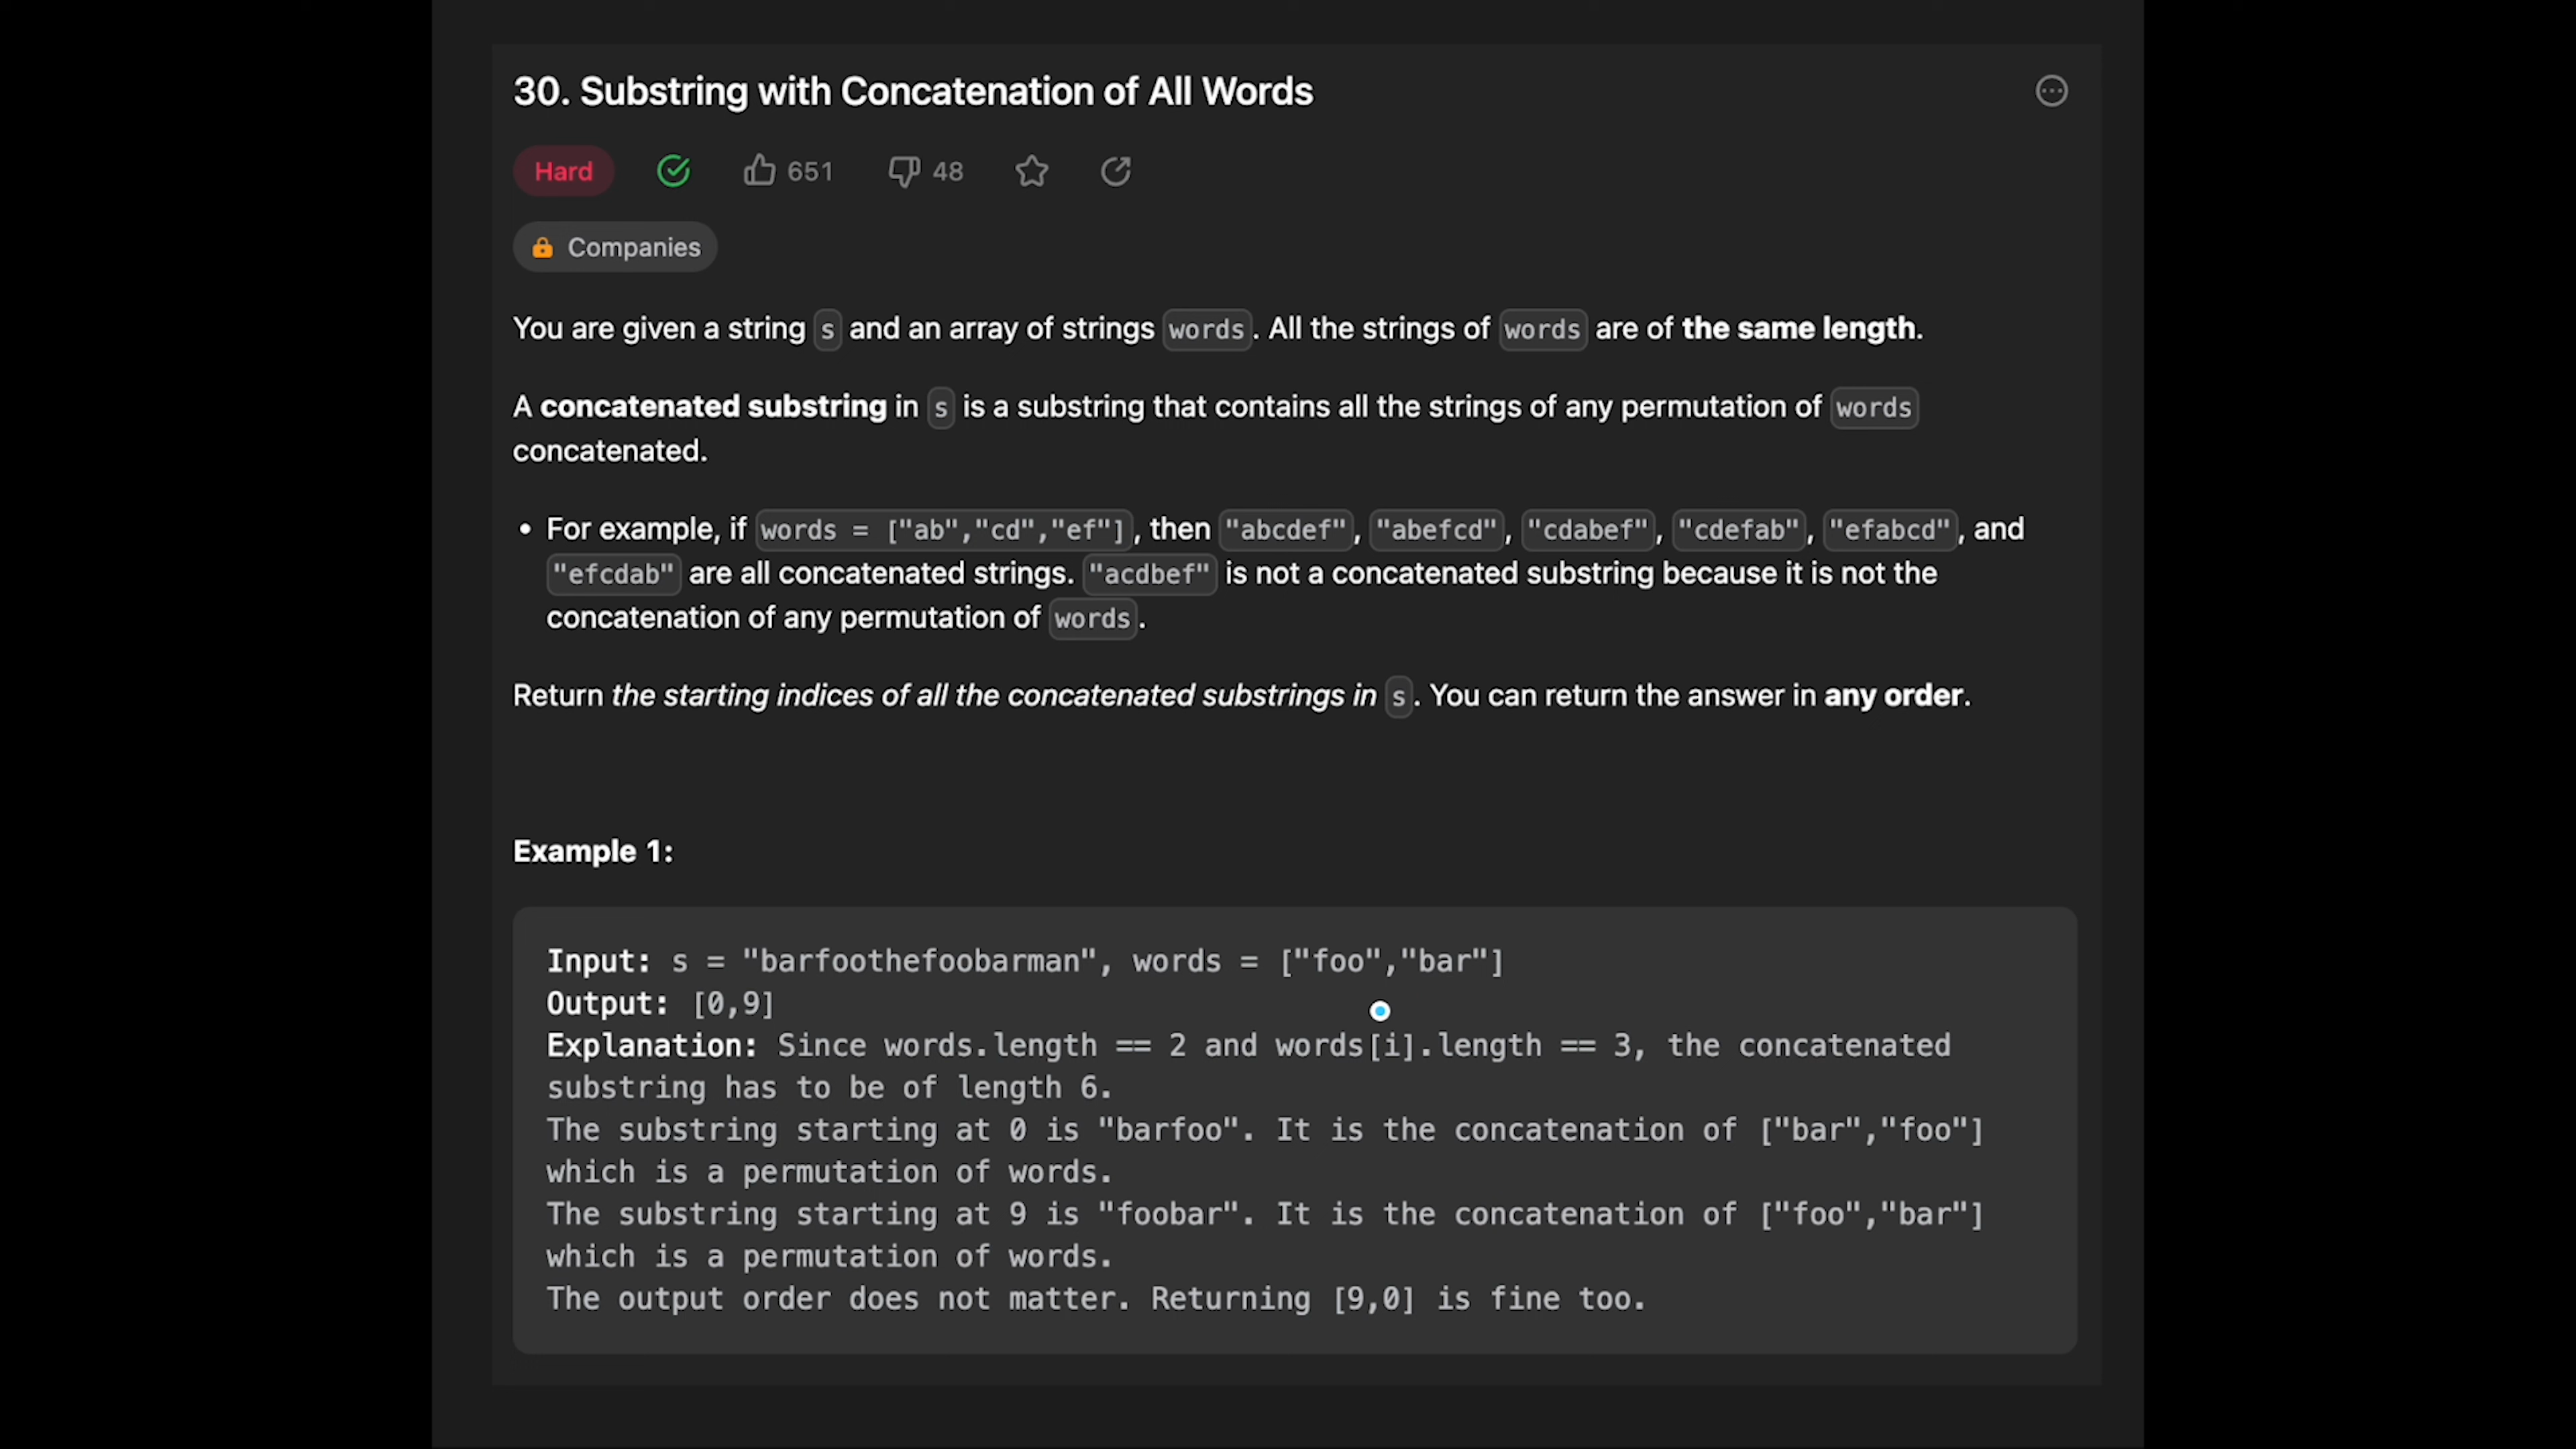 30. Substring with Concatenation of All Words
Hard 651 48
Companies
You are given a string s and an array of strings words. All the strings of words are of the same length.
A concatenated substring in s is a substring that contains all the strings of any permutation of words
concatenated.
• For example, if words = ["ab","cd","ef"], then "abcdef", "abefcd", "cdabef", "cdefab", "efabcd", and
"efcdab" are all concatenated strings. "acdbef" is not a concatenated substring because it is not the
concatenation of any permutation of words.
Return the starting indices of all the concatenated substrings in s. You can return the answer in any order.
Example 1:
Input: s = "barfoothefoobarman", words = ["foo","bar"]
Output: [0,9]
Explanation: Since words.length == 2 and words[i].length == 3, the concatenated
substring has to be of length 6.
The substring starting at 0 is "barfoo". It is the concatenation of ["bar","foo"]
which is a permutation of words.
The substring starting at 9 is "foobar". It is the concatenation of ["foo","bar"]
which is a permutation of words.
The output order does not matter. Returning [9,0] is fine too.